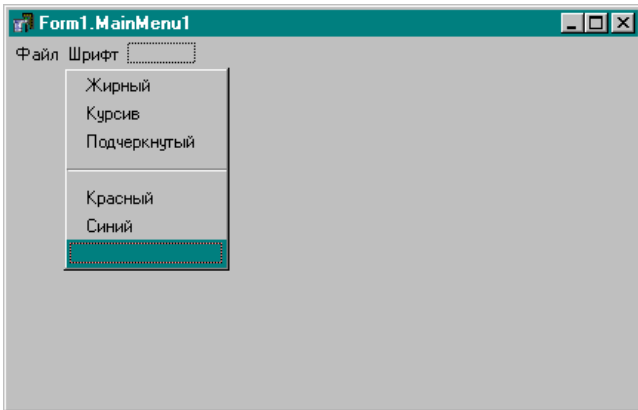 Form1.MainMenu1
Файл Шрифт
Жирный
Курсив
Подчеркнутый
Красный
Синий